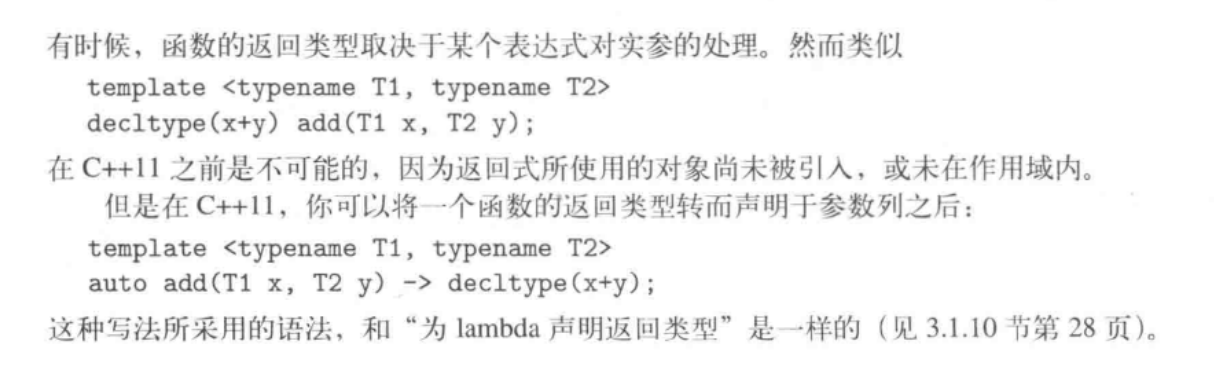 有时候，函数的返回类型取决于某个表达式对实参的处理。然而类似
template <typename T1, typename T2>
decltype(x+y) add(T1 x, T2 y);
在 C++11 之前是不可能的，因为返回式所使用的对象尚未被引入，或未在作用域内。
但是在 C++11，你可以将一个函数的返回类型转而声明于参数列之后：
template <typename T1, typename T2>
auto add(T1 x, T2 y) -> decltype(x+y);
这种写法所采用的语法，和“为 lambda 声明返回类型”是一样的（见 3.1.10 节第 28 页）。